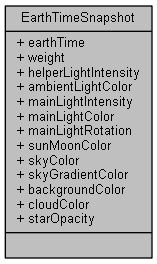 EarthTimeSnapshot
+ earthTime
+ weight
+ helperLightIntensity
+ ambientLightColor
+ mainLightIntensity
+ mainLightColor
+ mainLightRotation
+ sunMoonColor
+ skyColor
+ skyGradientColor
+ backgroundColor
+ cloudColor
+ starOpacity